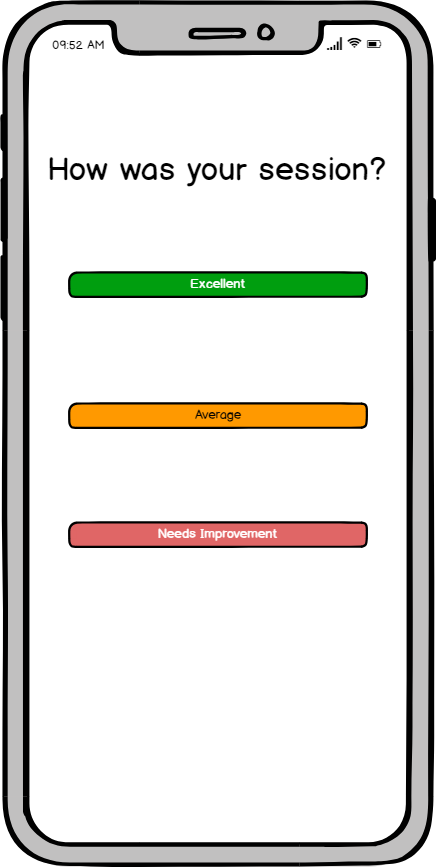 09:52 AM
How was your session?
Excellent
Average
Needs Improvement